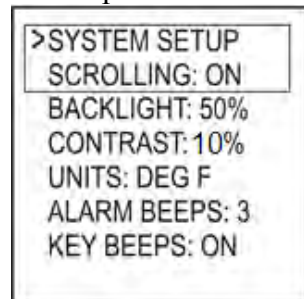 >SYSTEM SETUP
SCROLLING: ON
BACKLIGHT: 50%
CONTRAST: 10%
UNITS: DEG F
ALARM BEEPS: 3
KEY BEEPS: ON